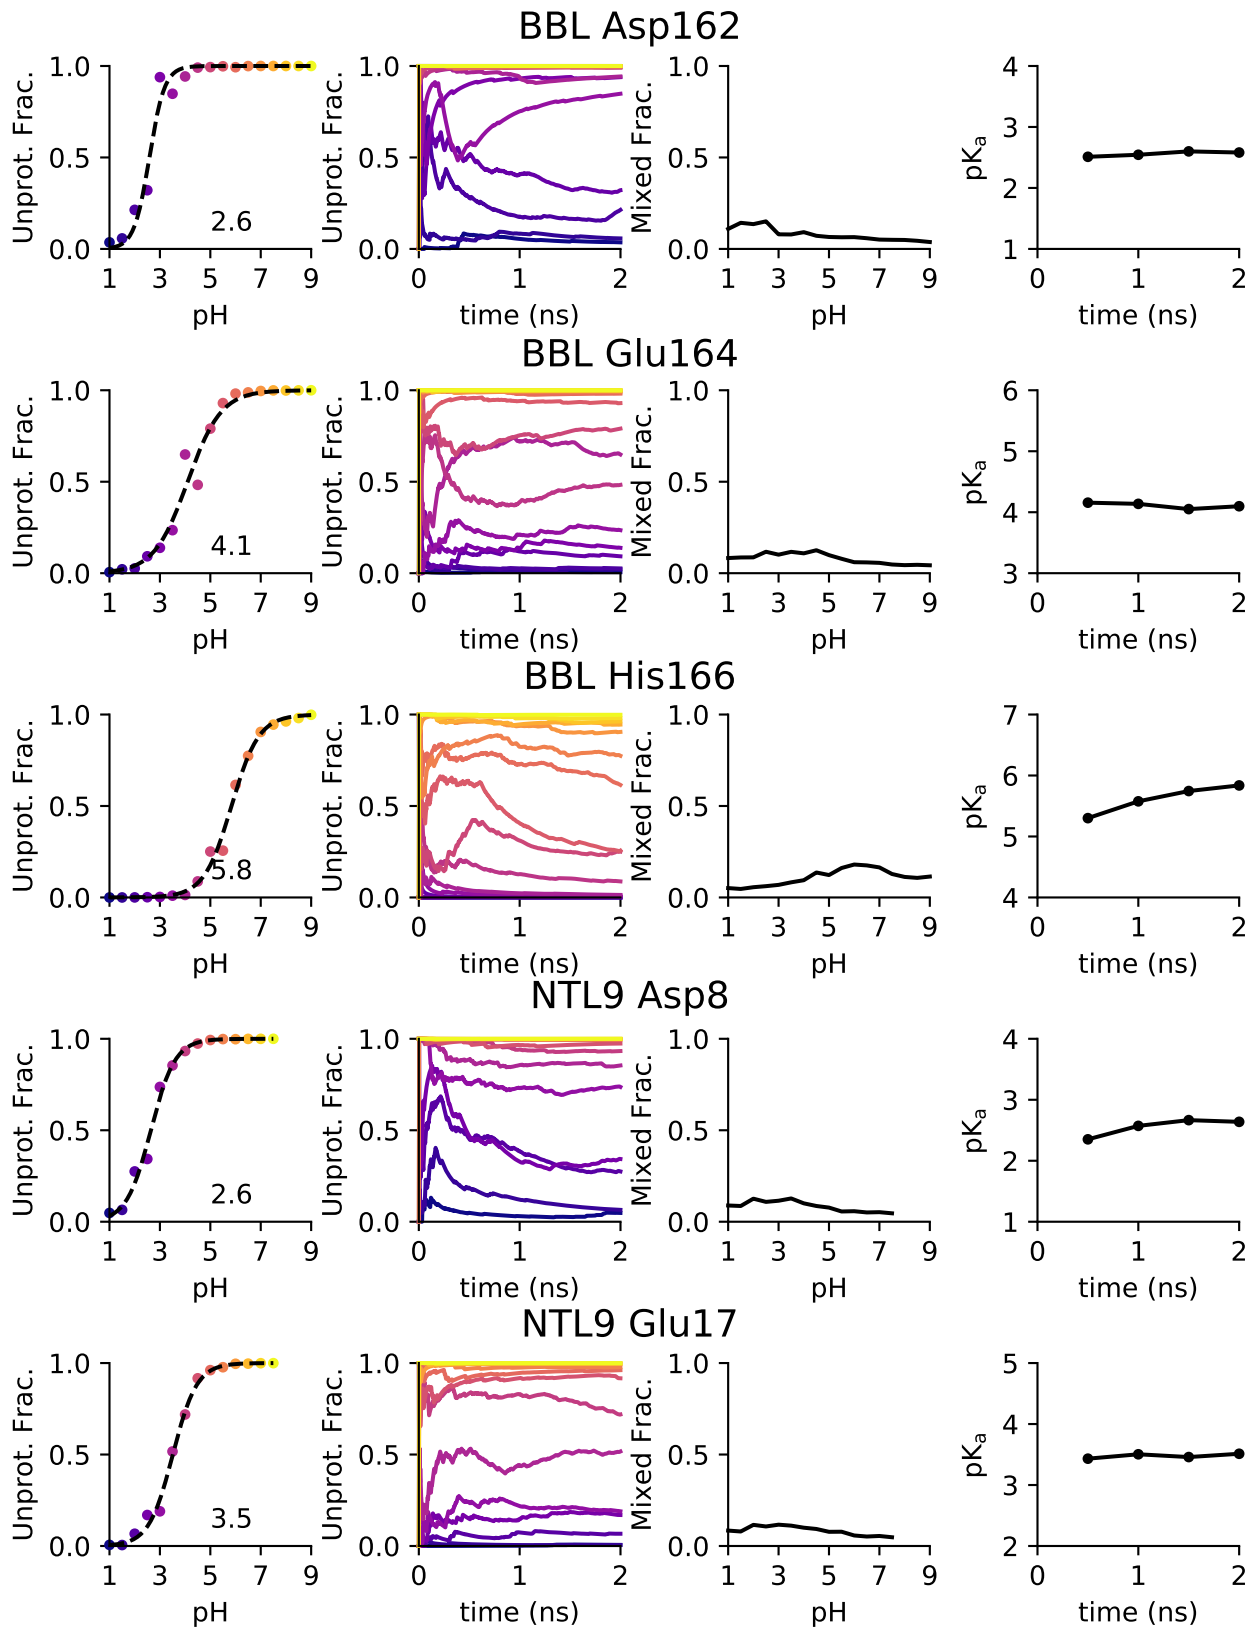 BBL Asp162
Unprot. Frac. 1.0 0.5 0.0 2.6 1 3 5 7 9 pH
Unprot. Frac. 1.0 0.5 0.0 0 1 2 time (ns)
Mixed Frac. 1.0 0.5 0.0 1 3 5 7 9 pH
pKa 4 3 2 1 0 1 2 time (ns)
BBL Glu164
Unprot. Frac. 1.0 0.5 0.0 4.1 1 3 5 7 9 pH
Unprot. Frac. 1.0 0.5 0.0 0 1 2 time (ns)
Mixed Frac. 1.0 0.5 0.0 1 3 5 7 9 pH
pKa 6 5 4 3 0 1 2 time (ns)
BBL His166
Unprot. Frac. 1.0 0.5 0.0 5.8 1 3 5 7 9 pH
Unprot. Frac. 1.0 0.5 0.0 0 1 2 time (ns)
Mixed Frac. 1.0 0.5 0.0 1 3 5 7 9 pH
pKa 7 6 5 4 0 1 2 time (ns)
NTL9 Asp8
Unprot. Frac. 1.0 0.5 0.0 2.6 1 3 5 7 9 pH
Unprot. Frac. 1.0 0.5 0.0 0 1 2 time (ns)
Mixed Frac. 1.0 0.5 0.0 1 3 5 7 9 pH
pKa 4 3 2 1 0 1 2 time (ns)
NTL9 Glu17
Unprot. Frac. 1.0 0.5 0.0 3.5 1 3 5 7 9 pH
Unprot. Frac. 1.0 0.5 0.0 0 1 2 time (ns)
Mixed Frac. 1.0 0.5 0.0 1 3 5 7 9 pH
pKa 5 4 3 2 0 1 2 time (ns)